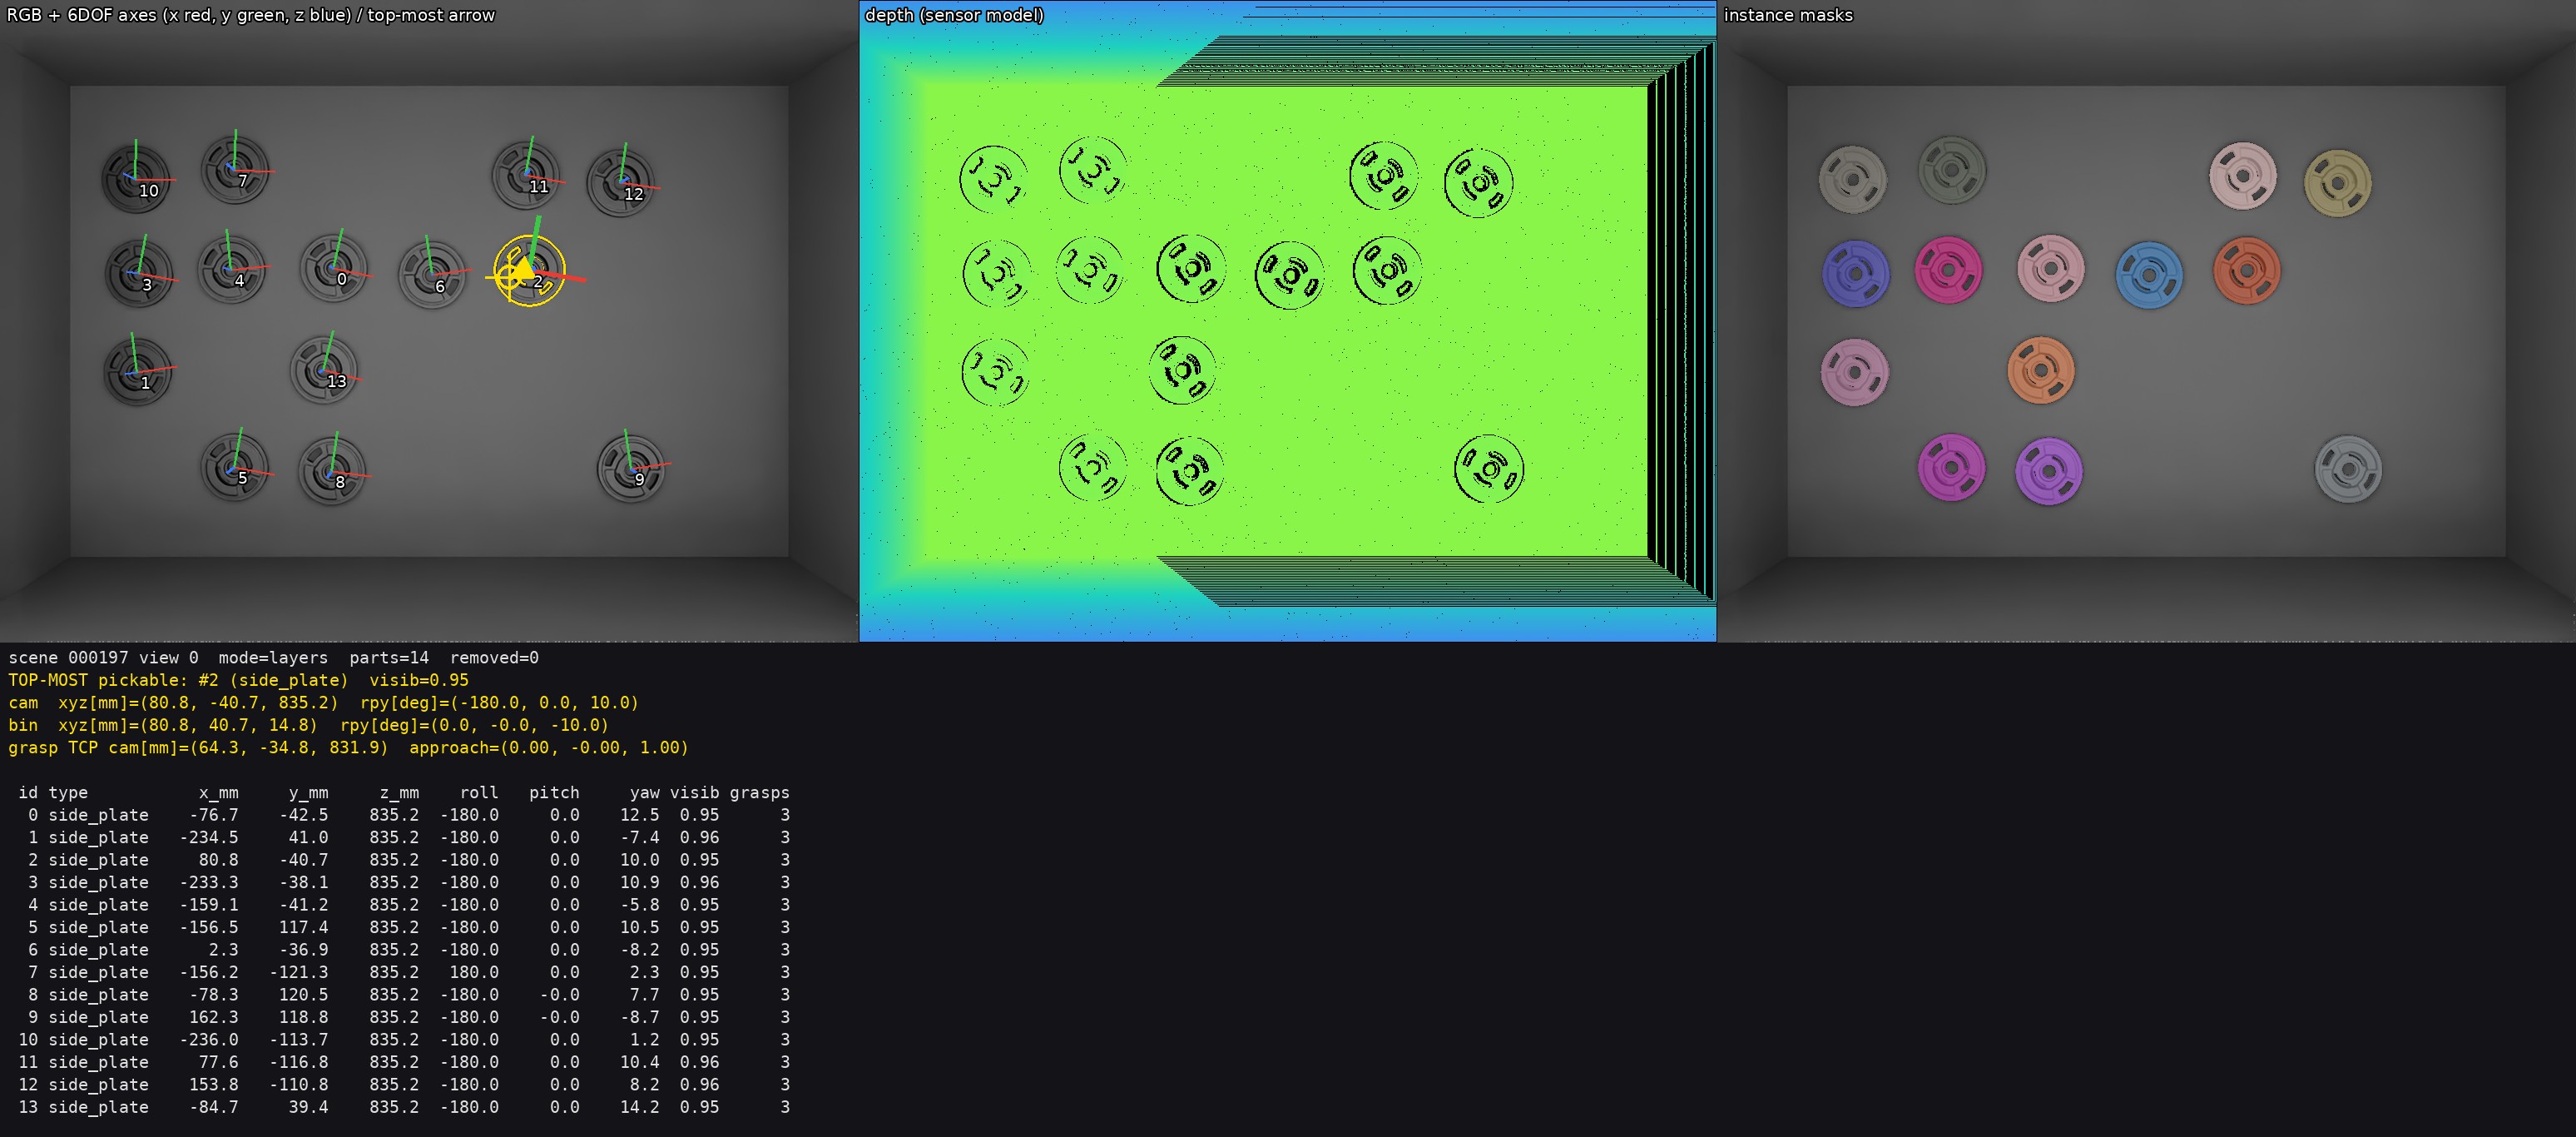 RGB + 6DOF axes (x red, y green, z blue) / top-most arrow
depth (sensor model)
instance masks
10
7
11
12
3
4
0
6
2
1
13
5
8
9
scene 000197 view 0  mode=layers  parts=14  removed=0
TOP-MOST pickable: #2 (side_plate)  visib=0.95
cam  xyz[mm]=(80.8, -40.7, 835.2)  rpy[deg]=(-180.0, 0.0, 10.0)
bin  xyz[mm]=(80.8, 40.7, 14.8)  rpy[deg]=(0.0, -0.0, -10.0)
grasp TCP cam[mm]=(64.3, -34.8, 831.9)  approach=(0.00, -0.00, 1.00)
id type x_mm y_mm z_mm roll pitch yaw visib grasps
0 side_plate -76.7 -42.5 835.2 -180.0 0.0 12.5 0.95 3
1 side_plate -234.5 41.0 835.2 -180.0 0.0 -7.4 0.96 3
2 side_plate 80.8 -40.7 835.2 -180.0 0.0 10.0 0.95 3
3 side_plate -233.3 -38.1 835.2 -180.0 0.0 10.9 0.96 3
4 side_plate -159.1 -41.2 835.2 -180.0 0.0 -5.8 0.95 3
5 side_plate -156.5 117.4 835.2 -180.0 0.0 10.5 0.95 3
6 side_plate 2.3 -36.9 835.2 -180.0 0.0 -8.2 0.95 3
7 side_plate -156.2 -121.3 835.2 180.0 0.0 2.3 0.95 3
8 side_plate -78.3 120.5 835.2 -180.0 -0.0 7.7 0.95 3
9 side_plate 162.3 118.8 835.2 -180.0 -0.0 -8.7 0.95 3
10 side_plate -236.0 -113.7 835.2 -180.0 0.0 1.2 0.95 3
11 side_plate 77.6 -116.8 835.2 -180.0 0.0 10.4 0.96 3
12 side_plate 153.8 -110.8 835.2 -180.0 0.0 8.2 0.96 3
13 side_plate -84.7 39.4 835.2 -180.0 0.0 14.2 0.95 3